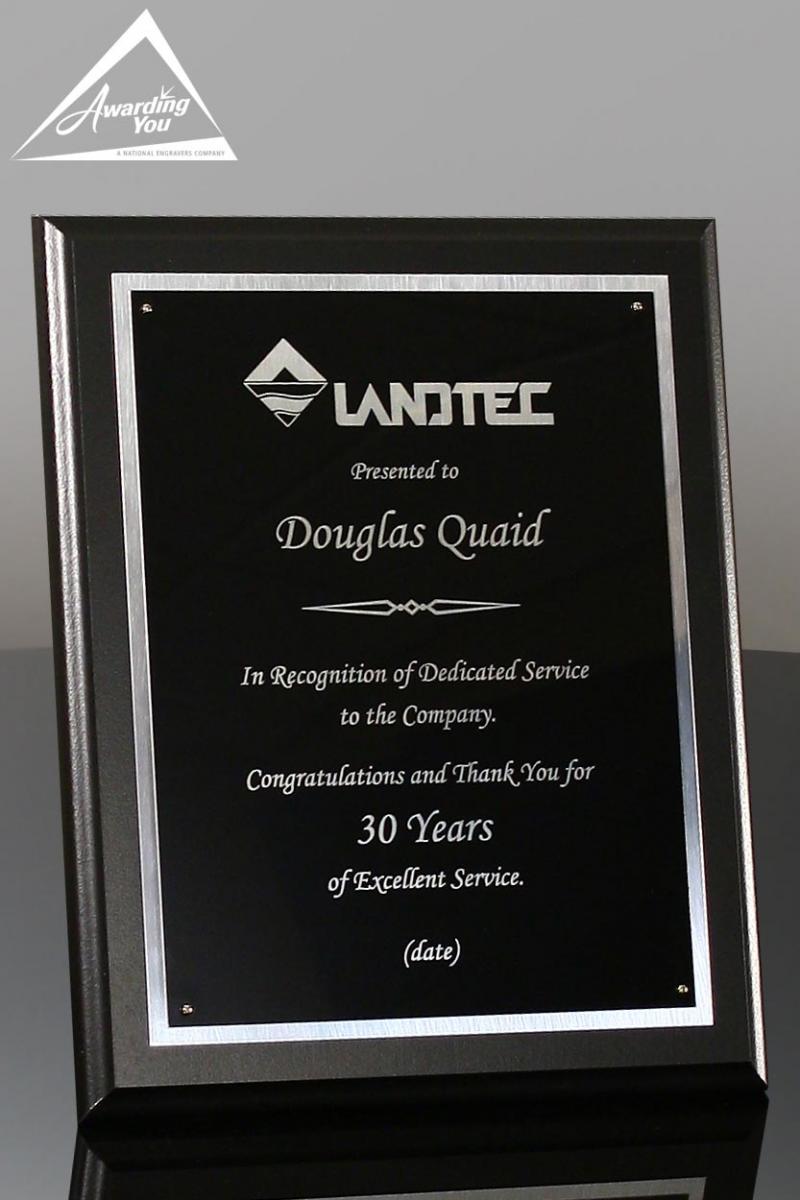 Awarding
You
A NATIONAL ENGRAVERS COMPANY
LANDTEC
Presented to
Douglas Quaid
In Recognition of Dedicated Service
to the Company.
Congratulations and Thank You for
30 Years
of Excellent Service.
(date)